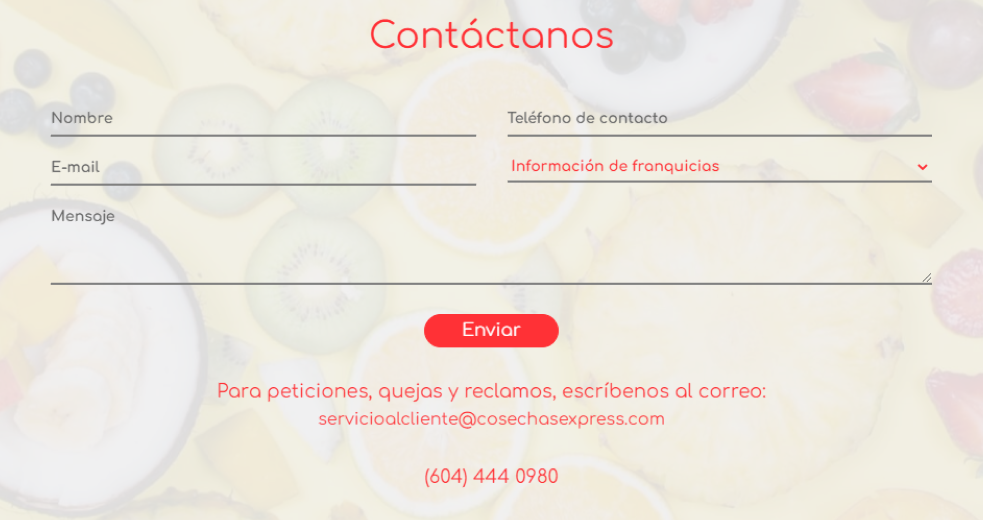 Contáctanos
Nombre
Teléfono de contacto
E-mail
Información de franquicias
Mensaje
Enviar
Para peticiones, quejas y reclamos, escríbenos al correo:
servicioalcliente@cosechasexpress.com
(604) 444 0980